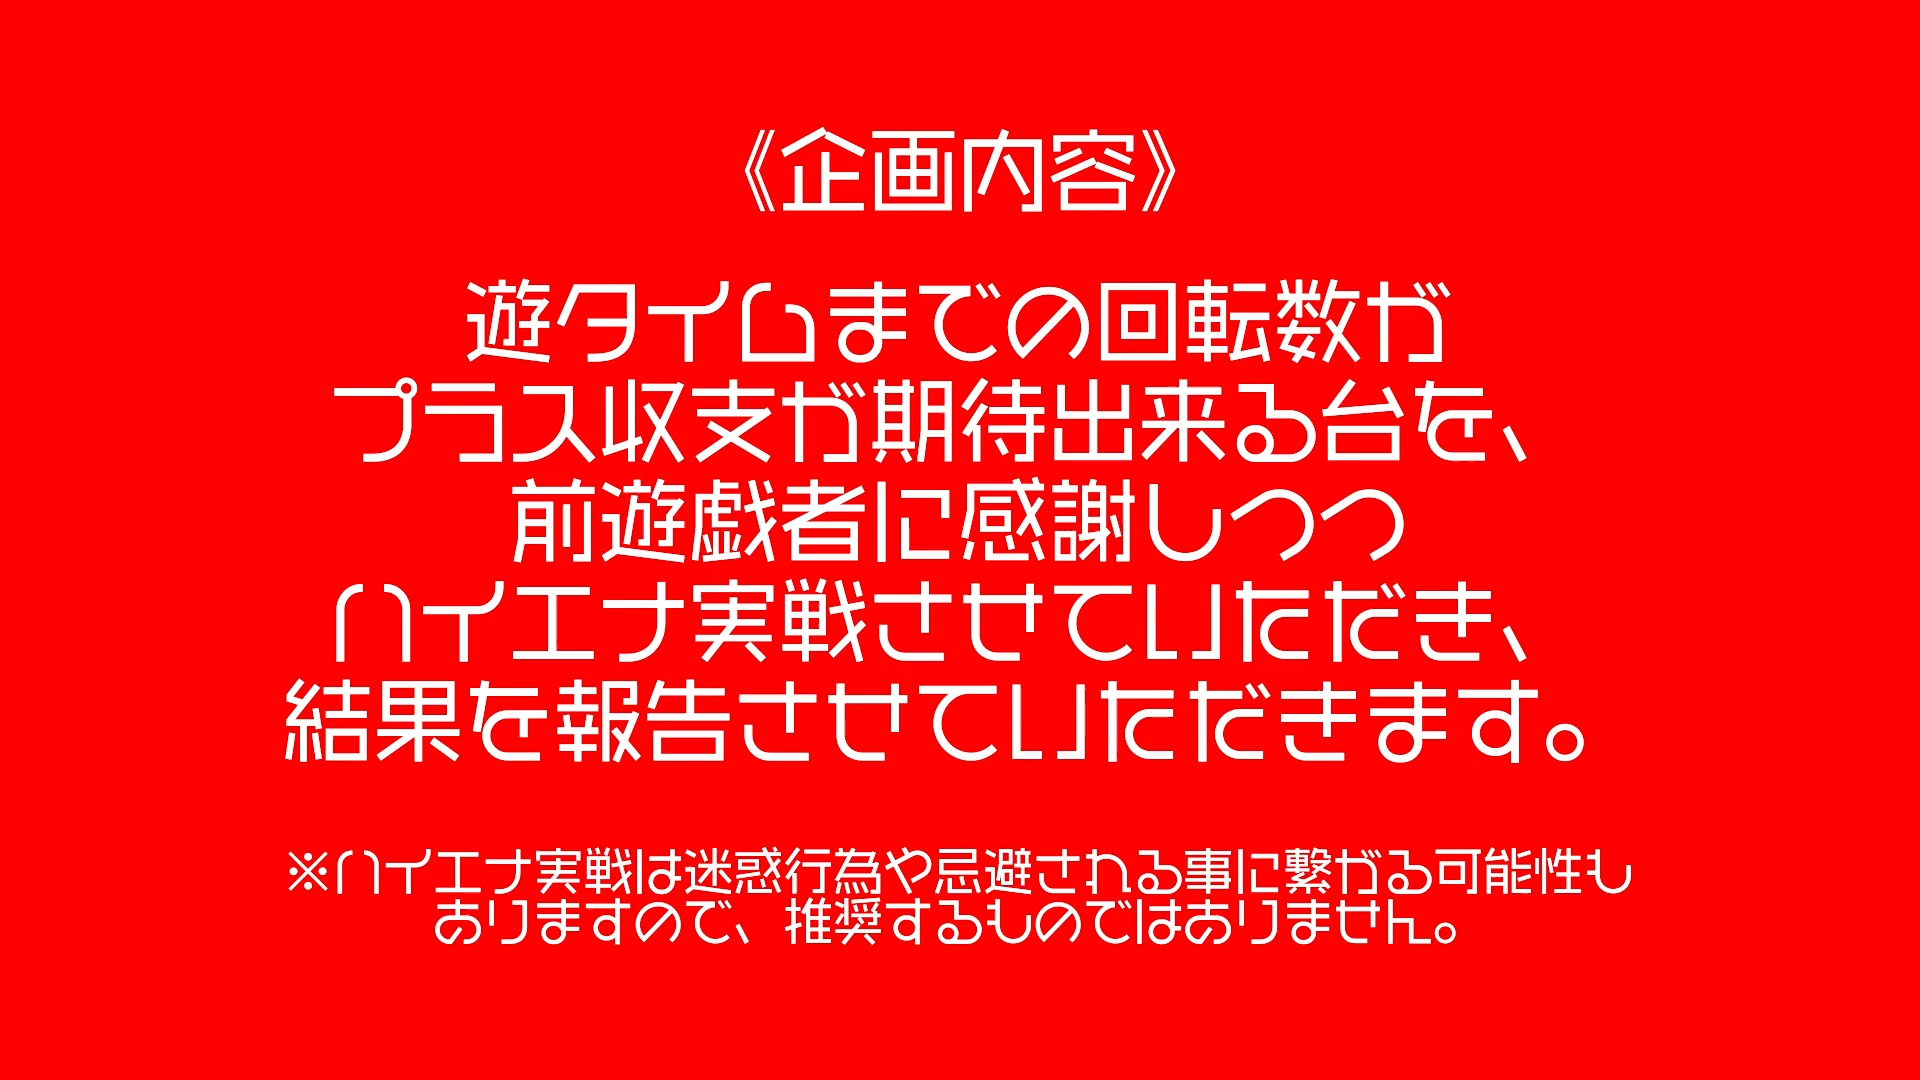 《企画内容》
遊タイムまでの回転数が
プラス収支が期待出来る台を、
前遊戯者に感謝しつつ
ハイエナ実戦させていただき、
結果を報告させていただきます。
※ハイエナ実戦は迷惑行為や忌避される事に繋がる可能性も
ありますので、推奨するものではありません。